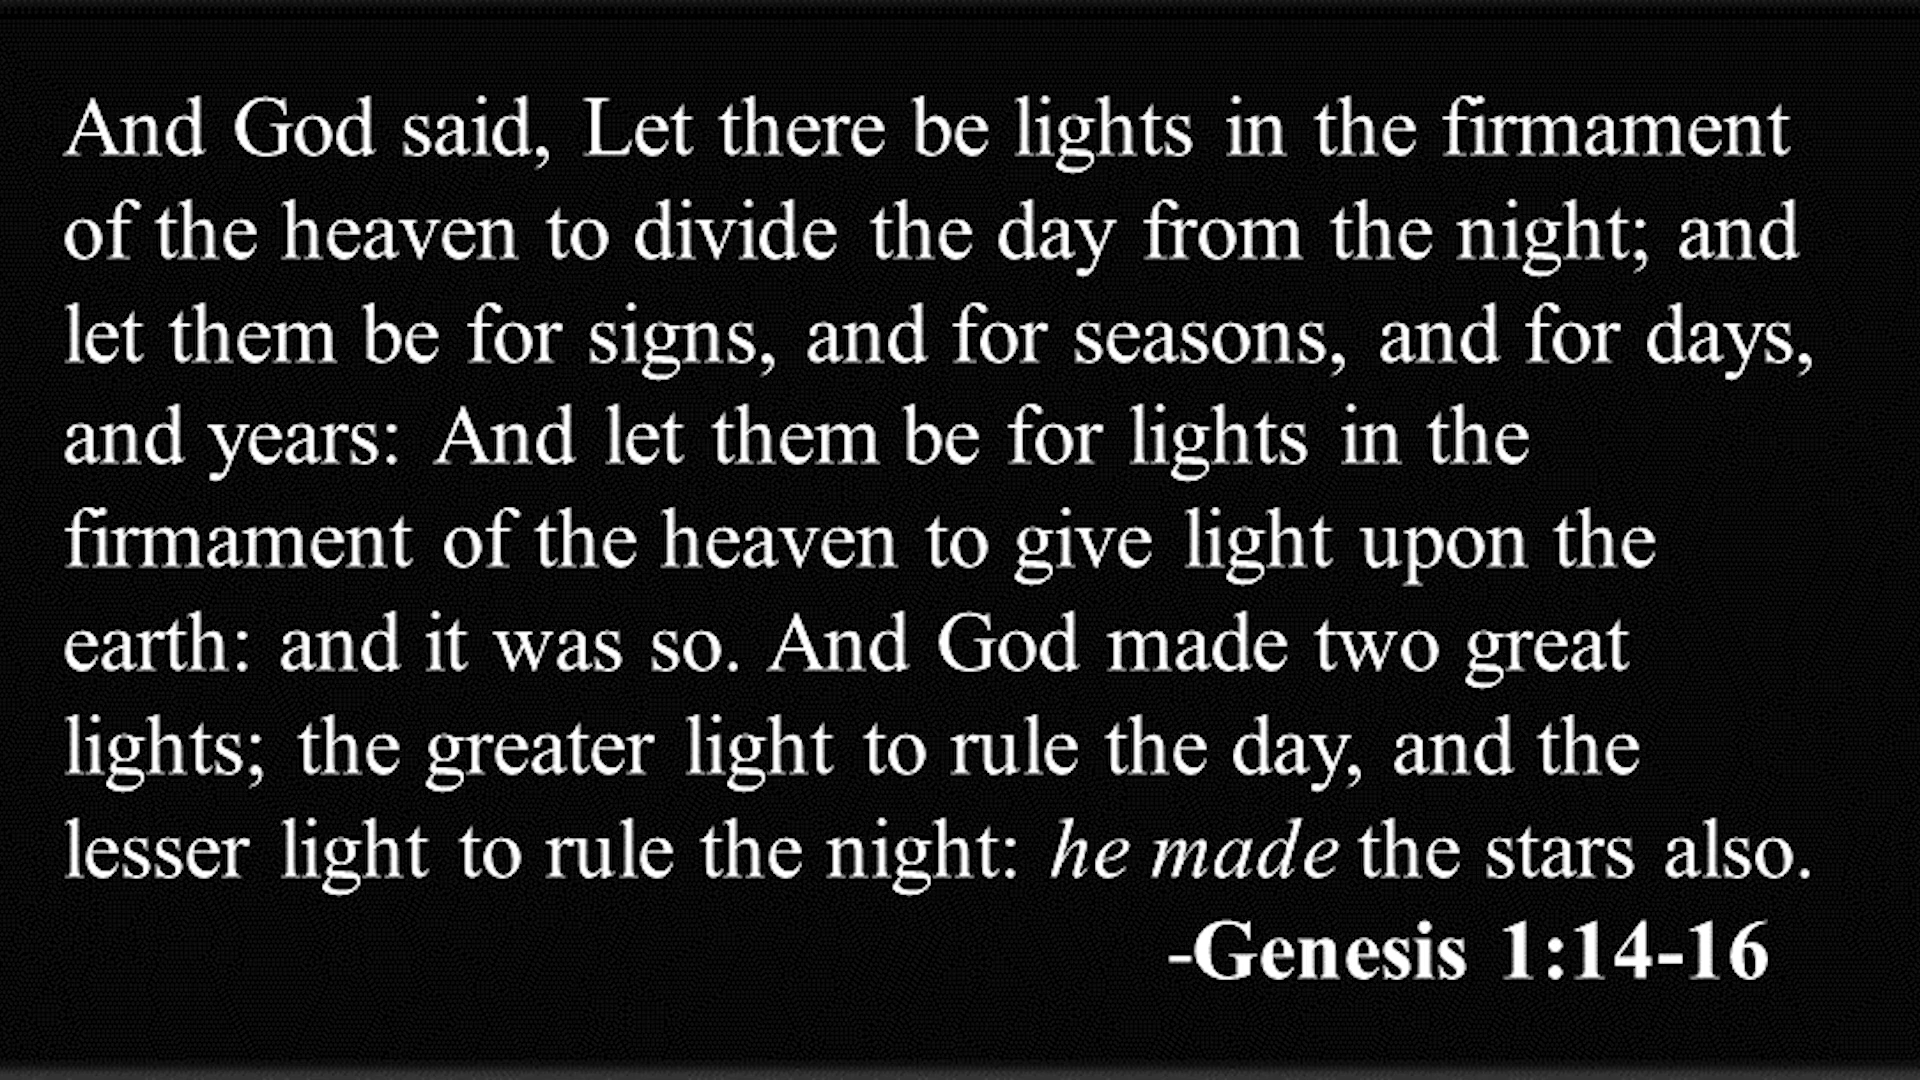 And God said, Let there be lights in the firmament
of the heaven to divide the day from the night; and
let them be for signs, and for seasons, and for days,
and years: And let them be for lights in the
firmament of the heaven to give light upon the
earth: and it was so. And God made two great
lights; the greater light to rule the day, and the
lesser light to rule the night: he made the stars also.
-Genesis 1:14-16